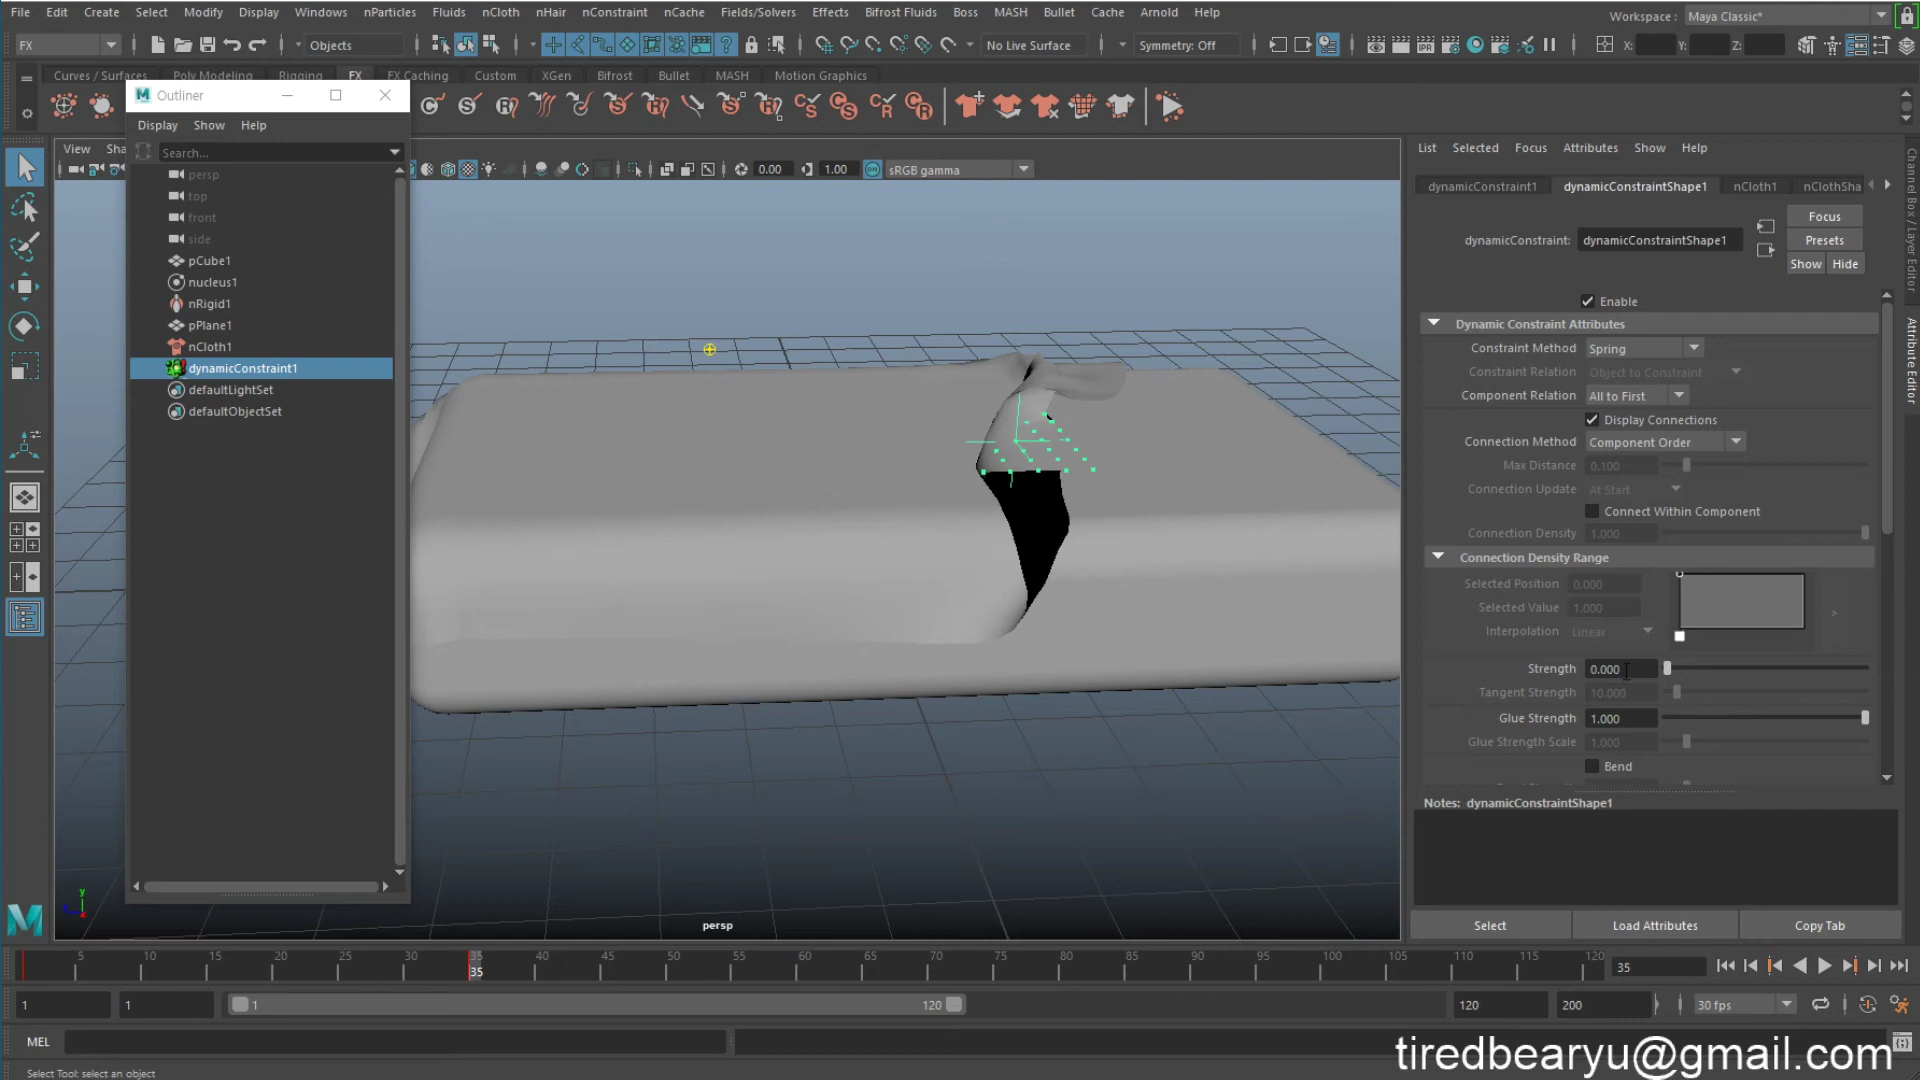 File Edit Create Select Modify Display Windows nParticles Fluids nCloth nHair nConstraint nCache Fields/Solvers Effects Bifrost Fluids Boss MASH Bullet Cache Arnold Help Workspace : Maya Classic*
FX Objects No Live Surface Symmetry: Off X: Y: Z:
Curves / Surfaces Poly Modeling Rigging FX FX Caching Custom XGen Bifrost Bullet MASH Motion Graphics
Outliner
Display Show Help
Search...
persp
top
front
side
pCube1
nucleus1
nRigid1
pPlane1
nCloth1
dynamicConstraint1
defaultLightSet
defaultObjectSet
View Sha
0.00 1.00 sRGB gamma
persp
List Selected Focus Attributes Show Help
dynamicConstraint1 dynamicConstraintShape1 nCloth1 nClothSha
Focus
dynamicConstraint: dynamicConstraintShape1 Presets
Show Hide
Enable
Dynamic Constraint Attributes
Constraint Method Spring
Constraint Relation Object to Constraint
Component Relation All to First
Display Connections
Connection Method Component Order
Max Distance 0.100
Connection Update At Start
Connect Within Component
Connection Density 1.000
Connection Density Range
Selected Position 0.000
Selected Value 1.000
Interpolation Linear
>
Strength 0.000
Tangent Strength 10.000
Glue Strength 1.000
Glue Strength Scale 1.000
Bend
Notes: dynamicConstraintShape1
Select Load Attributes Copy Tab
Channel Box / Layer Editor
Attribute Editor
5 10 15 20 25 30 35 40 45 50 55 60 65 70 75 80 85 90 95 100 105 110 115 120
35 35
1 1 1 120 120 200 30 fps
MEL
Select Tool: select an object
tiredbearyu@gmail.com